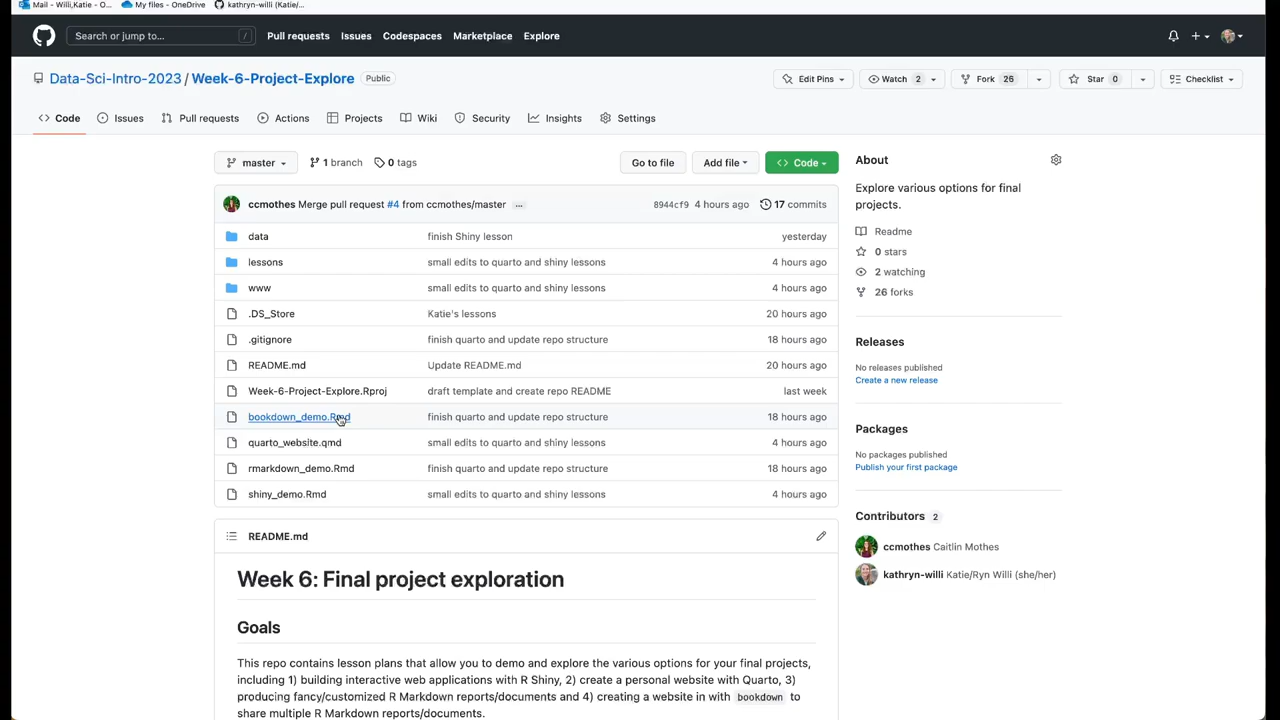 Mail - Willi,Katie - O... My files - OneDrive kathryn-willi (Katie/...
Search or jump to... / Pull requests Issues Codespaces Marketplace Explore
Data-Sci-Intro-2023 / Week-6-Project-Explore Public Edit Pins Watch 2 Fork 26 Star 0 Checklist
Code Issues Pull requests Actions Projects Wiki Security Insights Settings
master 1 branch 0 tags Go to file Add file Code
ccmothes Merge pull request #4 from ccmothes/master ... 8944cf9 4 hours ago 17 commits
data finish Shiny lesson yesterday
lessons small edits to quarto and shiny lessons 4 hours ago
www small edits to quarto and shiny lessons 4 hours ago
.DS_Store Katie's lessons 20 hours ago
.gitignore finish quarto and update repo structure 18 hours ago
README.md Update README.md 20 hours ago
Week-6-Project-Explore.Rproj draft template and create repo README last week
bookdown_demo.Rmd finish quarto and update repo structure 18 hours ago
quarto_website.qmd small edits to quarto and shiny lessons 4 hours ago
rmarkdown_demo.Rmd finish quarto and update repo structure 18 hours ago
shiny_demo.Rmd small edits to quarto and shiny lessons 4 hours ago
README.md
Week 6: Final project exploration
Goals
This repo contains lesson plans that allow you to demo and explore the various options for your final projects,
including 1) building interactive web applications with R Shiny, 2) create a personal website with Quarto, 3)
producing fancy/customized R Markdown reports/documents and 4) creating a website in with bookdown to
share multiple R Markdown reports/documents.
About
Explore various options for final
projects.
Readme
0 stars
2 watching
26 forks
Releases
No releases published
Create a new release
Packages
No packages published
Publish your first package
Contributors 2
ccmothes Caitlin Mothes
kathryn-willi Katie/Ryn Willi (she/her)